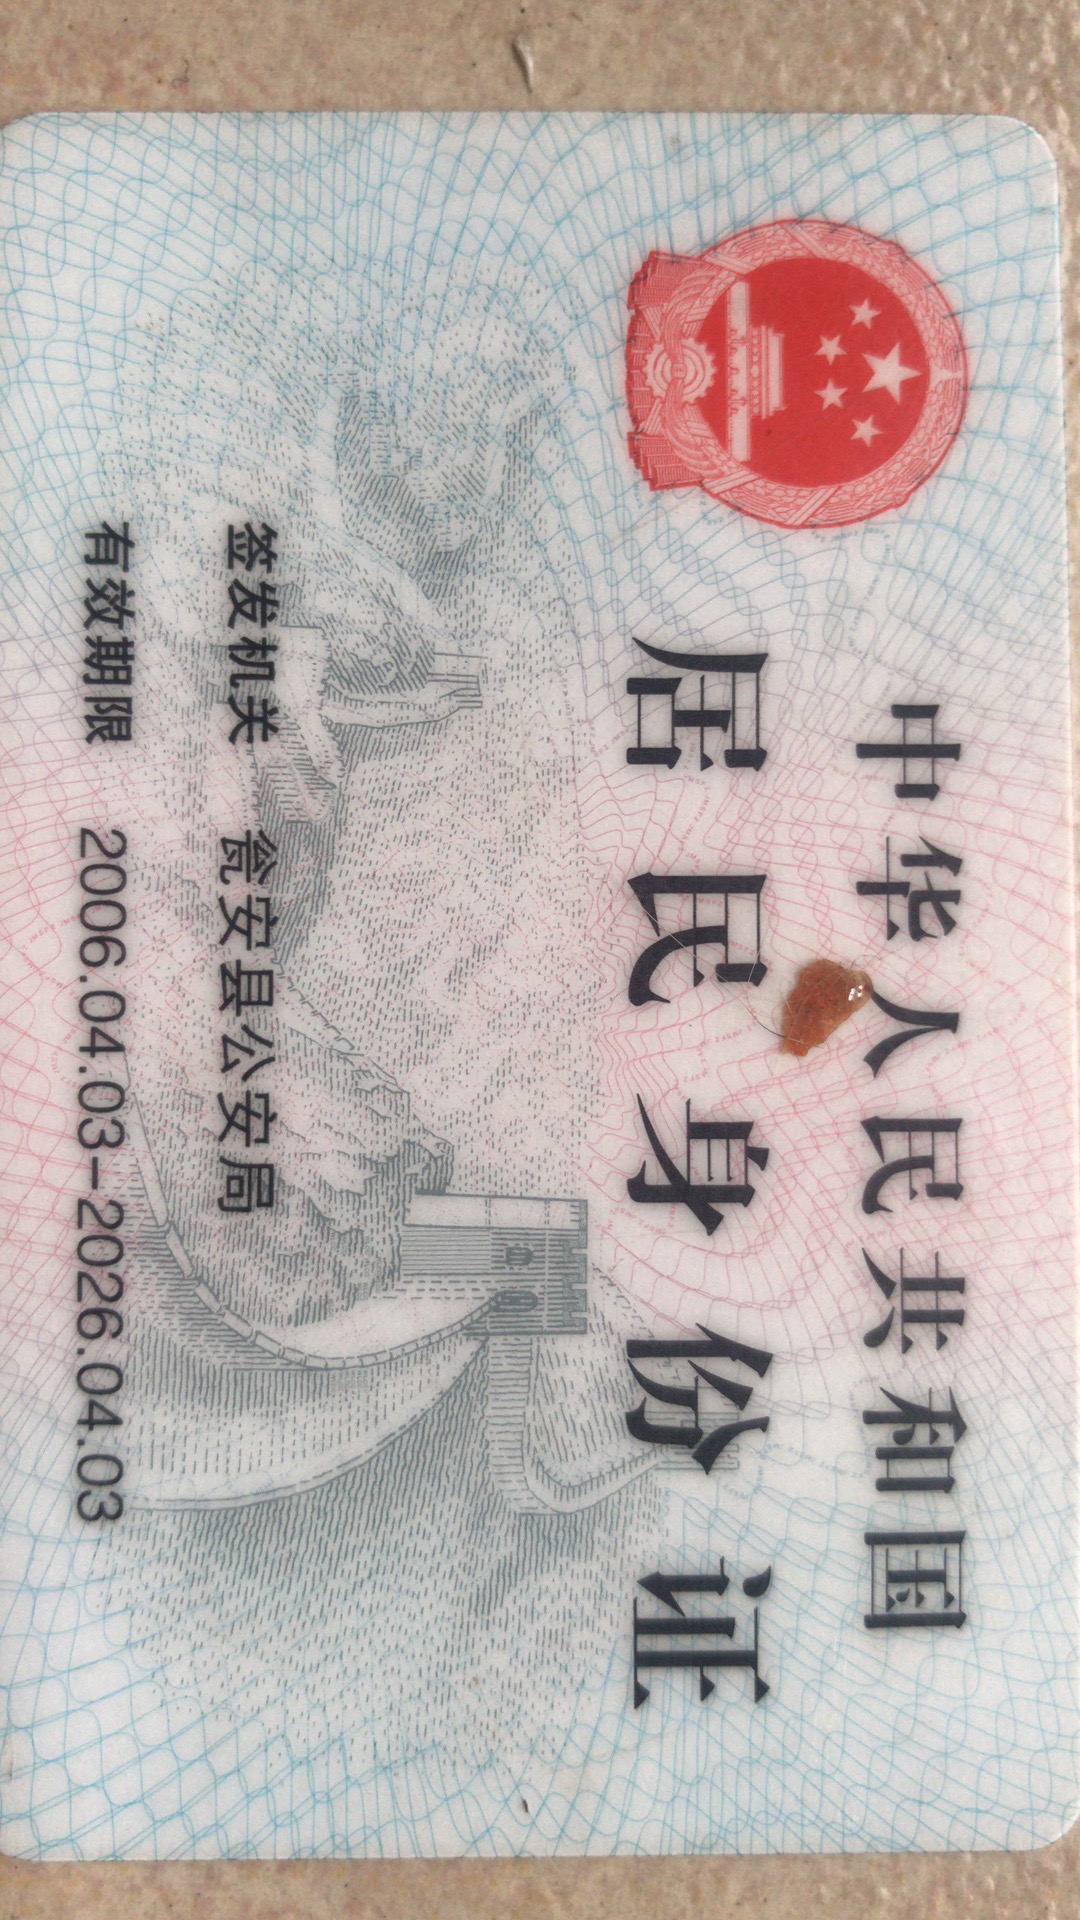 中华人民共和国
居民身份证
签发机关 瓮安县公安局
有效期限 2006.04.03-2026.04.03